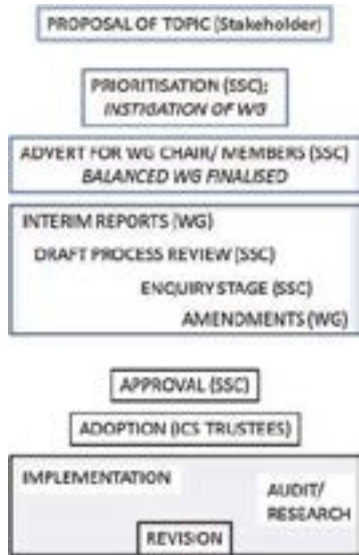 PROPOSAL OF TOPIC (Stakeholder)
PRIORITISATION (SSC);
INSTIGATION OF WG
ADVERT FOR WG CHAIR/ MEMBERS (SSC)
BALANCED WG FINALISED
INTERIM REPORTS (WG)
DRAFT PROCESS REVIEW (SSC)
ENQUIRY STAGE (SSC)
AMENDMENTS (WG)
APPROVAL (SSC)
ADOPTION (ICS TRUSTEES)
IMPLEMENTATION
AUDIT/
RESEARCH
REVISION